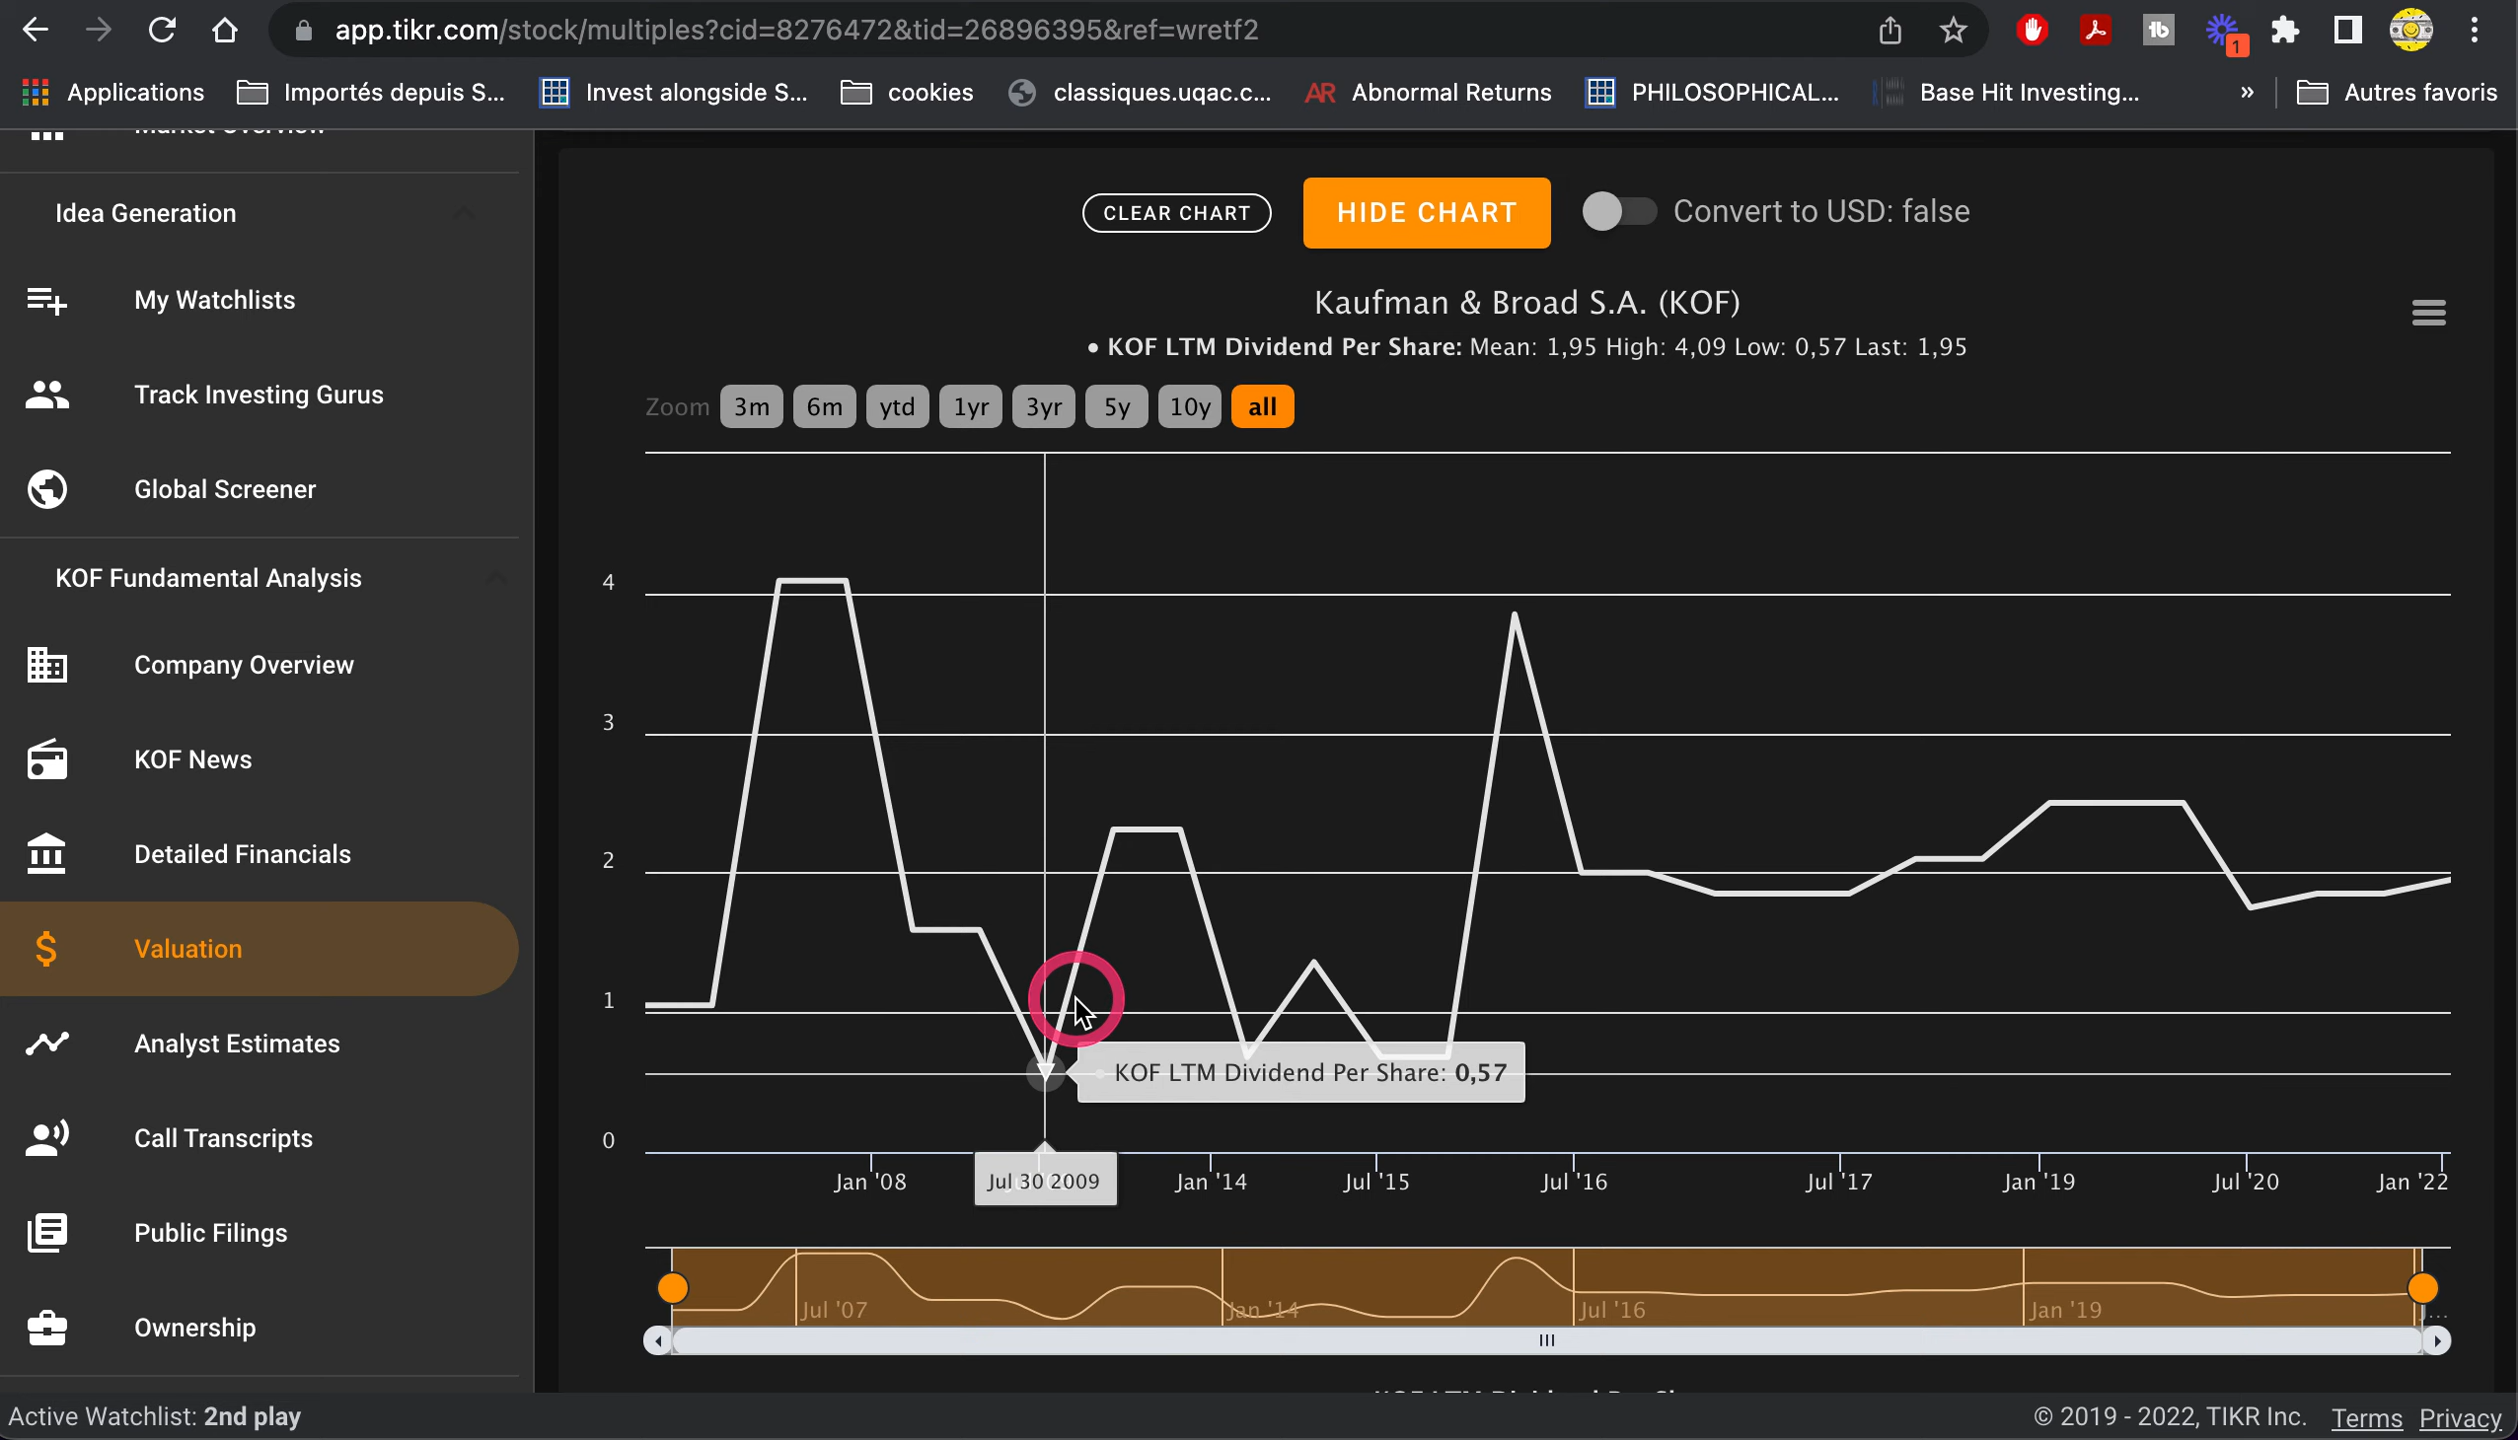 app.tikr.com/stock/multiples?cid=8276472&tid=26896395&ref=wretf2
1
Applications
Importés depuis S...
Invest alongside S...
cookies
classiques.uqac.c...
AR Abnormal Returns
PHILOSOPHICAL...
Base Hit Investing...
»
Autres favoris
Market Overview
Idea Generation
My Watchlists
Track Investing Gurus
Global Screener
KOF Fundamental Analysis
Company Overview
KOF News
Detailed Financials
$ Valuation
Analyst Estimates
Call Transcripts
Public Filings
Ownership
CLEAR CHART
HIDE CHART
Convert to USD: false
Kaufman & Broad S.A. (KOF)
• KOF LTM Dividend Per Share: Mean: 1,95 High: 4,09 Low: 0,57 Last: 1,95
Zoom 3m 6m ytd 1yr 3yr 5y 10y all
4
3
2
1
0
KOF LTM Dividend Per Share: 0,57
Jan '08 Jul 30 2009 Jan '14 Jul '15 Jul '16 Jul '17 Jan '19 Jul '20 Jan '22
Jul '07 Jan '14 Jul '16 Jan '19 J...
Active Watchlist: 2nd play
© 2019 - 2022, TIKR Inc. Terms Privacy